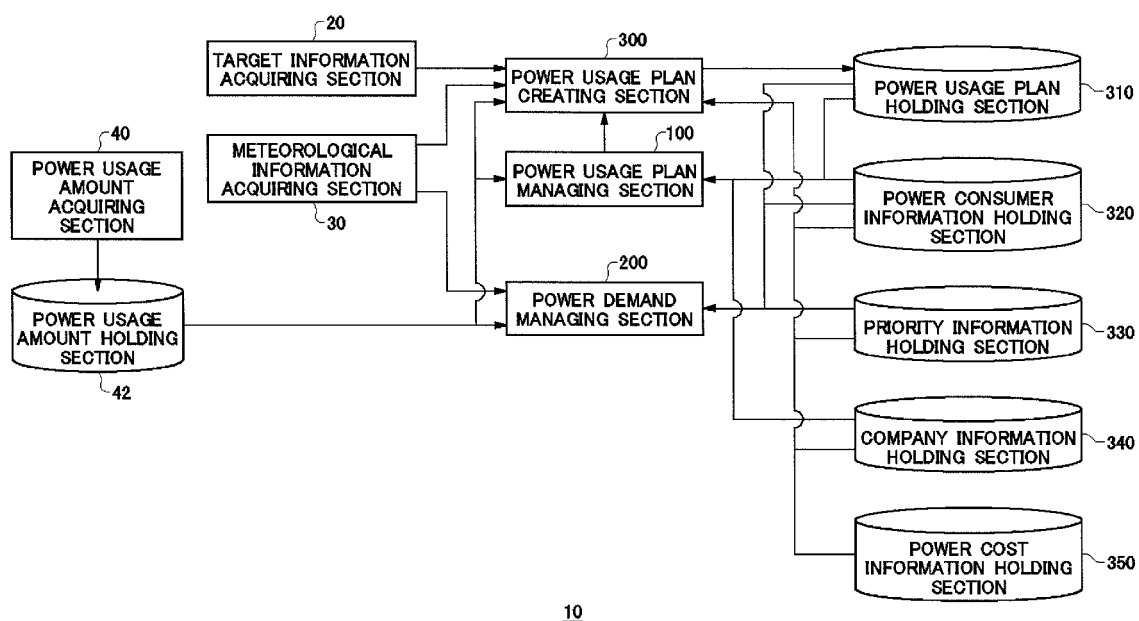 20
TARGET INFORMATION
ACQUIRING SECTION
300
POWER USAGE PLAN
CREATING SECTION
POWER USAGE PLAN
HOLDING SECTION
310
40
POWER USAGE
AMOUNT
ACQUIRING
SECTION
METEOROLOGICAL
INFORMATION
ACQUIRING SECTION
30
100
POWER USAGE PLAN
MANAGING SECTION
POWER CONSUMER
INFORMATION HOLDING
SECTION
320
200
POWER DEMAND
MANAGING SECTION
POWER USAGE
AMOUNT HOLDING
SECTION
42
PRIORITY INFORMATION
HOLDING SECTION
330
COMPANY INFORMATION
HOLDING SECTION
340
POWER COST
INFORMATION HOLDING
SECTION
350
10